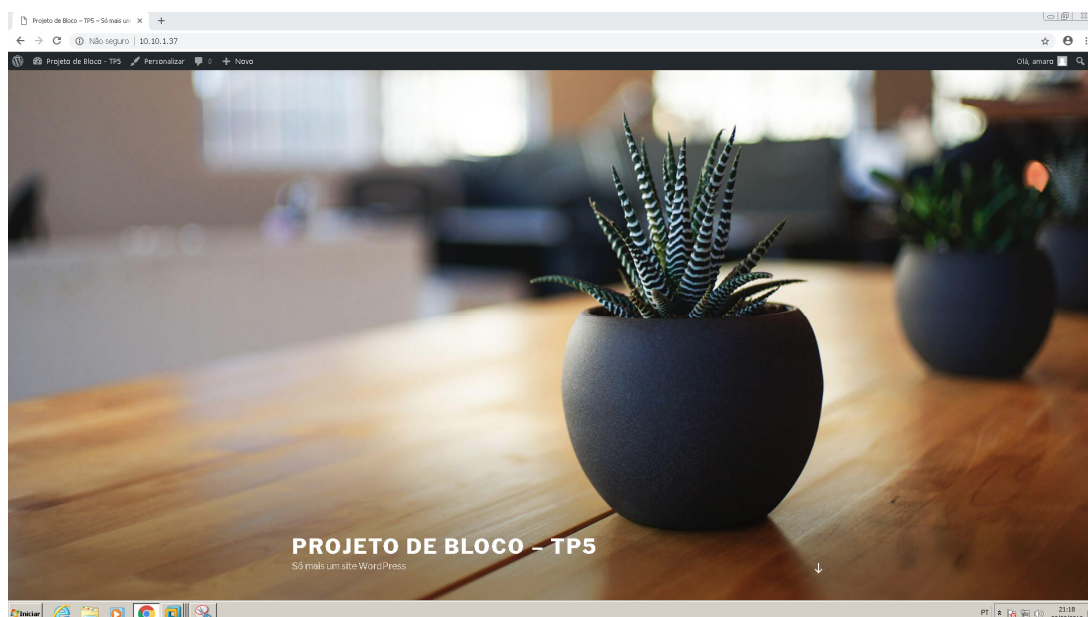 Projeto de Bloco – TP5 – Só mais um
Não seguro | 10.10.1.37
Projeto de Bloco - TP5 Personalizar 0 Novo Olá, amaro
PROJETO DE BLOCO – TP5
Só mais um site WordPress
Iniciar PT 21:18